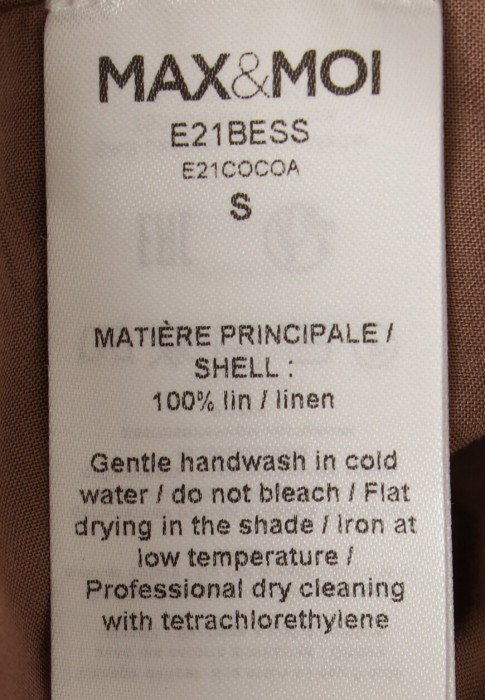 MAX&MOI
E21BESS
E21COCOA
S
MATIÈRE PRINCIPALE /
SHELL :
100% lin / linen
Gentle handwash in cold
water / do not bleach / Flat
drying in the shade / Iron at
low temperature /
Professional dry cleaning
with tetrachlorethylene